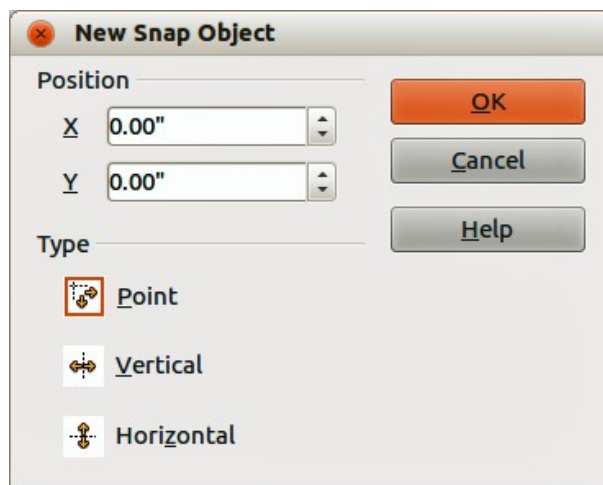 New Snap Object
Position
X 0.00"
Y 0.00"
OK
Cancel
Help
Type
Point
Vertical
Horizontal